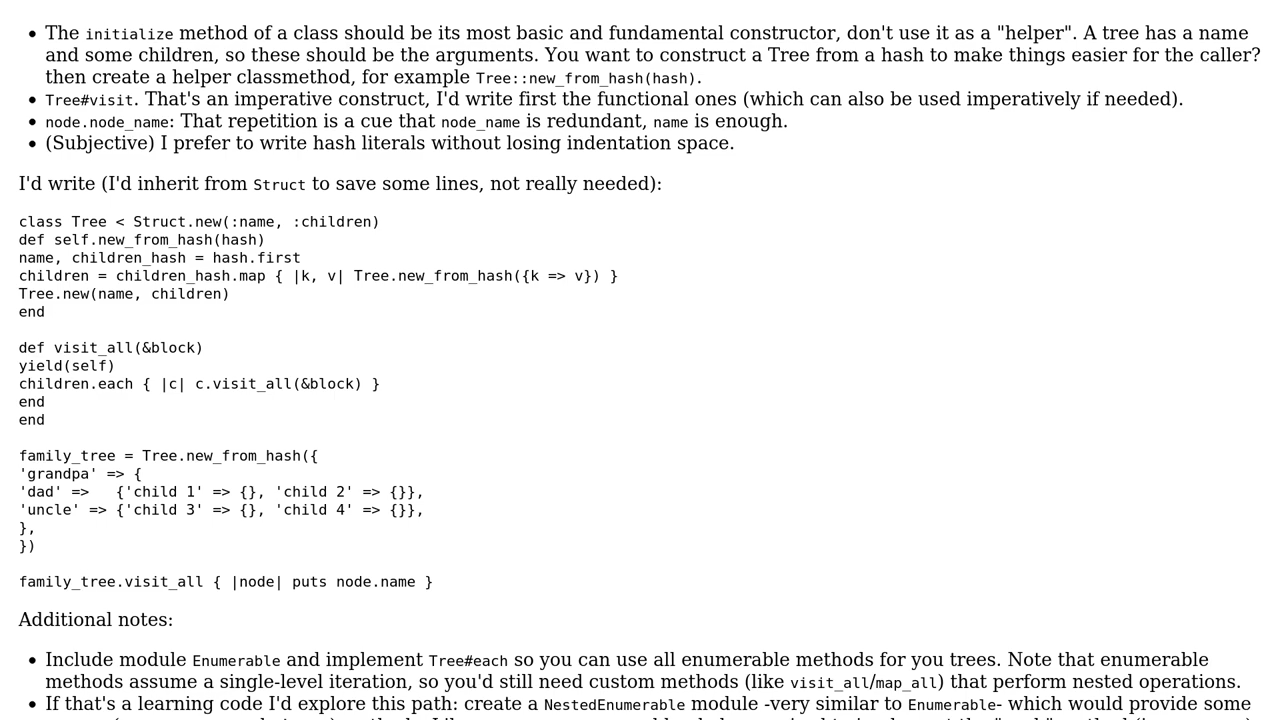 The initialize method of a class should be its most basic and fundamental constructor, don't use it as a "helper". A tree has a name
and some children, so these should be the arguments. You want to construct a Tree from a hash to make things easier for the caller?
then create a helper classmethod, for example Tree::new_from_hash(hash).
Tree#visit. That's an imperative construct, I'd write first the functional ones (which can also be used imperatively if needed).
node.node_name: That repetition is a cue that node_name is redundant, name is enough.
(Subjective) I prefer to write hash literals without losing indentation space.
I'd write (I'd inherit from Struct to save some lines, not really needed):
class Tree < Struct.new(:name, :children)
def self.new_from_hash(hash)
name, children_hash = hash.first
children = children_hash.map { |k, v| Tree.new_from_hash({k => v}) }
Tree.new(name, children)
end
def visit_all(&block)
yield(self)
children.each { |c| c.visit_all(&block) }
end
end
family_tree = Tree.new_from_hash({
'grandpa' => {
'dad' =>   {'child 1' => {}, 'child 2' => {}},
'uncle' => {'child 3' => {}, 'child 4' => {}},
},
})
family_tree.visit_all { |node| puts node.name }
Additional notes:
Include module Enumerable and implement Tree#each so you can use all enumerable methods for you trees. Note that enumerable
methods assume a single-level iteration, so you'd still need custom methods (like visit_all/map_all) that perform nested operations.
If that's a learning code I'd explore this path: create a NestedEnumerable module -very similar to Enumerable- which would provide some